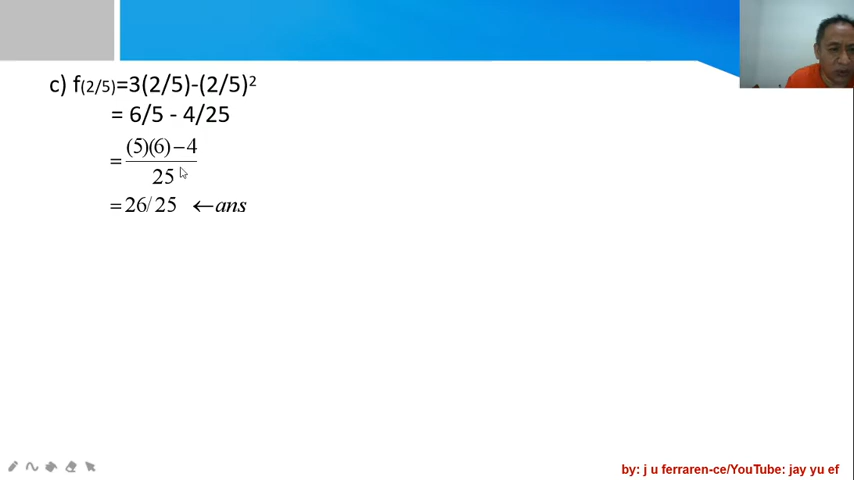 c) f(2/5)=3(2/5)-(2/5)²
= 6/5 - 4/25
= (5)(6)−4 / 25
= 26/25 ←ans
by: j u ferraren-ce/YouTube: jay yu ef